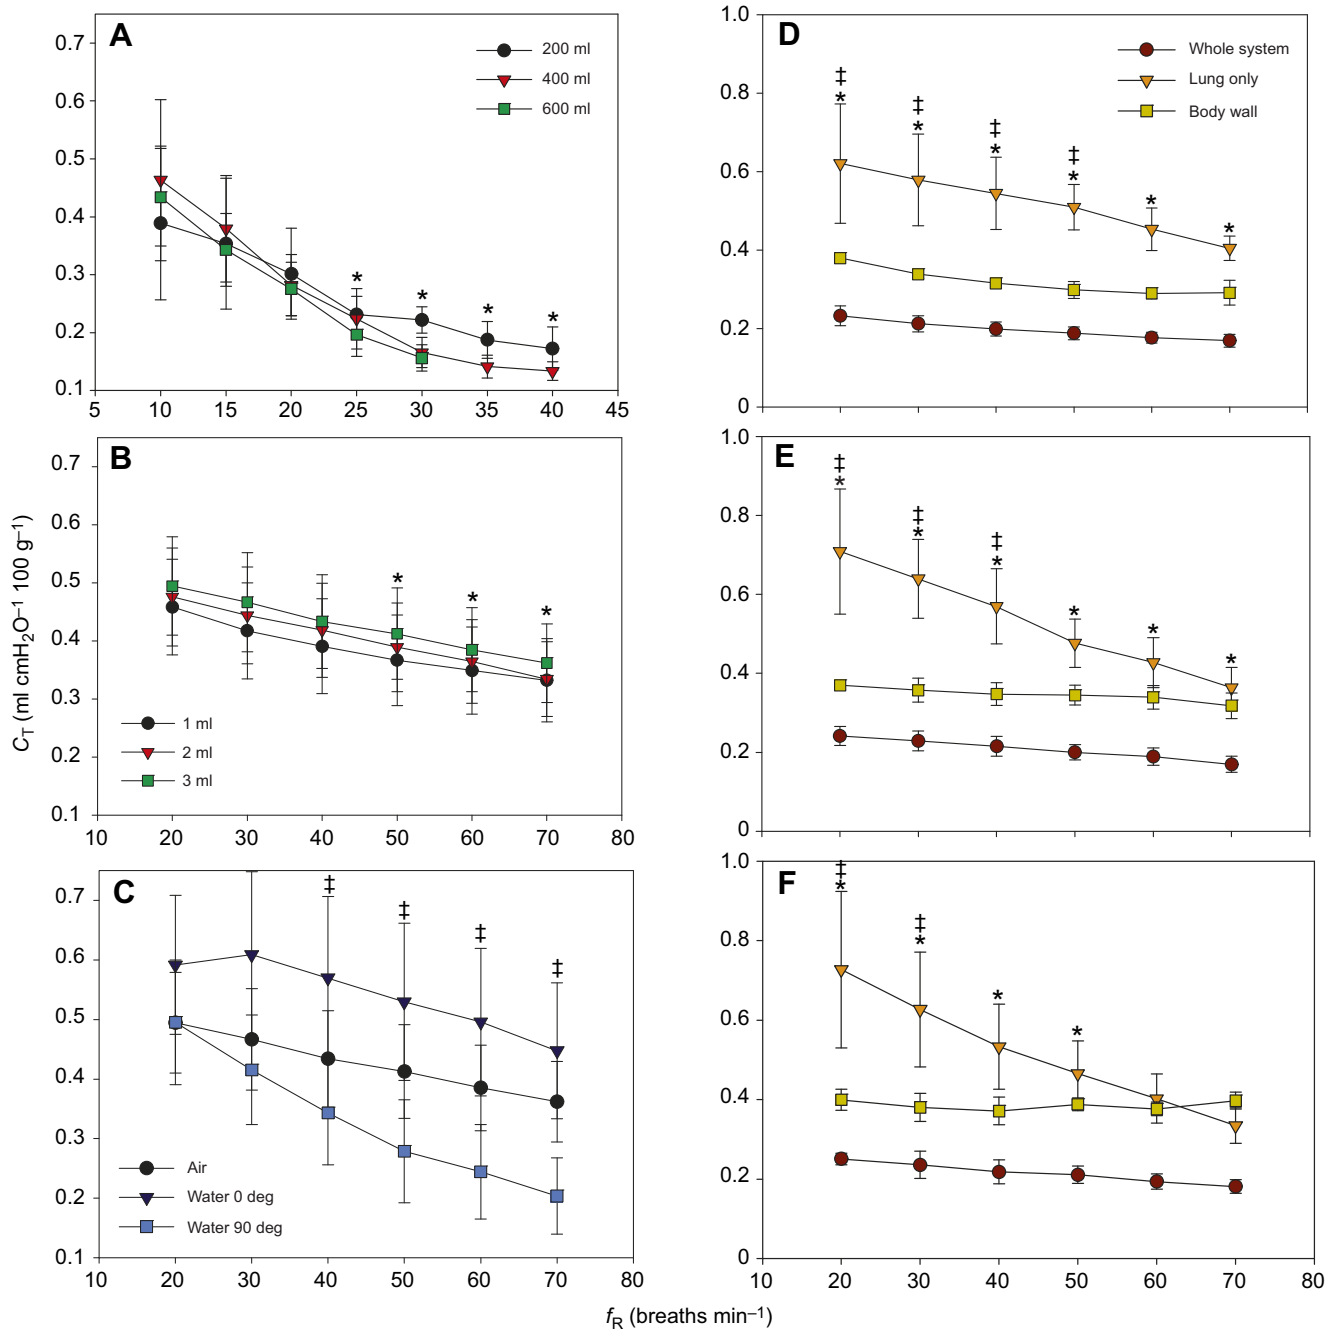 A
0.7
0.6
0.5
0.4
0.3
0.2
0.1
200 ml
400 ml
600 ml
*
*
*
*
5 10 15 20 25 30 35 40 45
B
0.7
0.6
0.5
0.4
0.3
0.2
0.1
*
*
*
1 ml
2 ml
3 ml
10 20 30 40 50 60 70 80
C
0.7
0.6
0.5
0.4
0.3
0.2
0.1
‡
‡
‡
‡
Air
Water 0 deg
Water 90 deg
10 20 30 40 50 60 70 80
D
1.0
0.8
0.6
0.4
0.2
0
Whole system
Lung only
Body wall
‡ ‡ ‡ ‡
* * * * * *
E
1.0
0.8
0.6
0.4
0.2
0
‡ ‡ ‡
* * * * * *
F
1.0
0.8
0.6
0.4
0.2
0
‡ ‡
* * * *
10 20 30 40 50 60 70 80
C_T (ml cmH₂O⁻¹ 100 g⁻¹)
f_R (breaths min⁻¹)